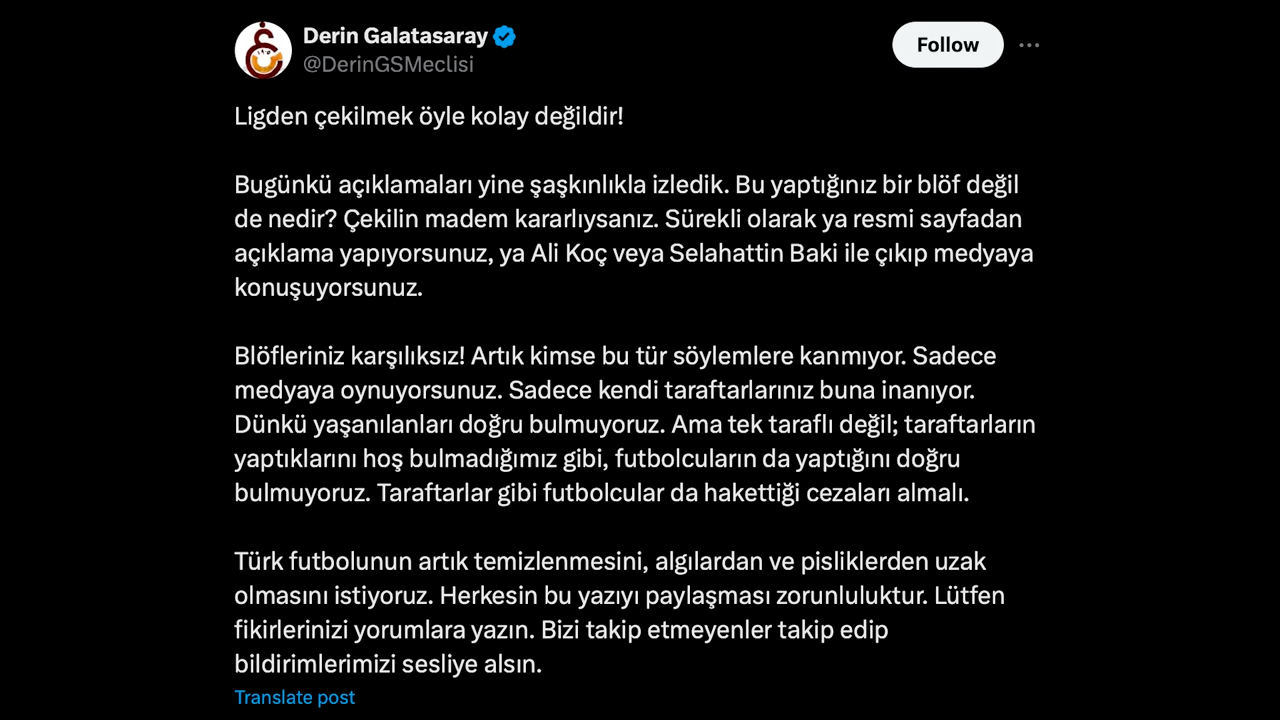 Derin Galatasaray
@DerinGSMeclisi
Follow
Ligden çekilmek öyle kolay değildir!
Bugünkü açıklamaları yine şaşkınlıkla izledik. Bu yaptığınız bir blöf değil
de nedir? Çekilin madem kararlıysanız. Sürekli olarak ya resmi sayfadan
açıklama yapıyorsunuz, ya Ali Koç veya Selahattin Baki ile çıkıp medyaya
konuşuyorsunuz.
Blöfleriniz karşılıksız! Artık kimse bu tür söylemlere kanmıyor. Sadece
medyaya oynuyorsunuz. Sadece kendi taraftarlarınız buna inanıyor.
Dünkü yaşanılanları doğru bulmuyoruz. Ama tek taraflı değil; taraftarların
yaptıklarını hoş bulmadığımız gibi, futbolcuların da yaptığını doğru
bulmuyoruz. Taraftarlar gibi futbolcular da hakettiği cezaları almalı.
Türk futbolunun artık temizlenmesini, algılardan ve pisliklerden uzak
olmasını istiyoruz. Herkesin bu yazıyı paylaşması zorunluluktur. Lütfen
fikirlerinizi yorumlara yazın. Bizi takip etmeyenler takip edip
bildirimlerimizi sesliye alsın.
Translate post